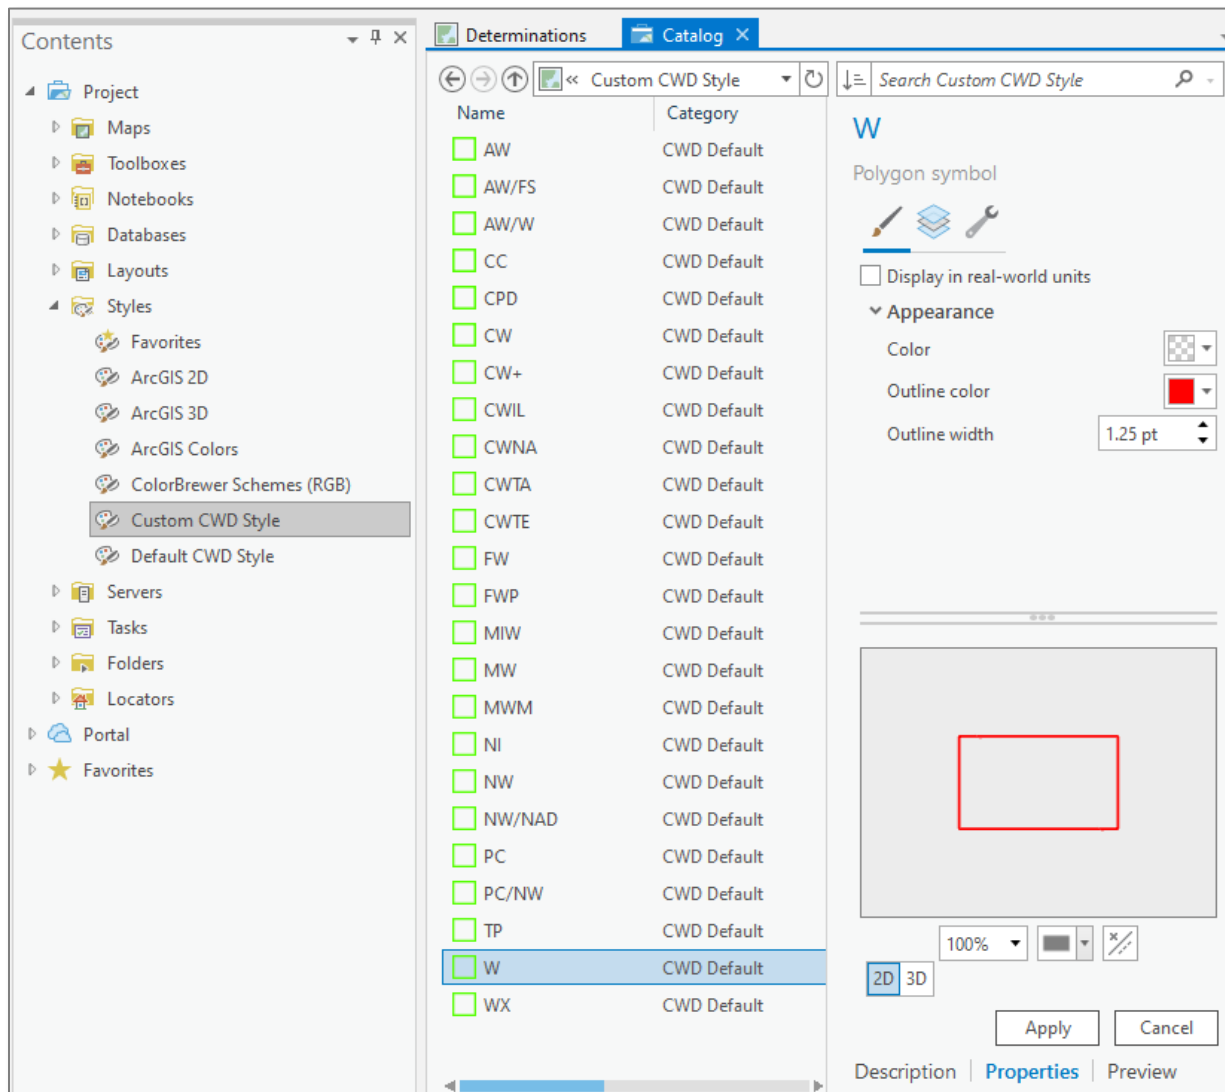 Contents
Project
Maps
Toolboxes
Notebooks
Databases
Layouts
Styles
Favorites
ArcGIS 2D
ArcGIS 3D
ArcGIS Colors
ColorBrewer Schemes (RGB)
Custom CWD Style
Default CWD Style
Servers
Tasks
Folders
Locators
Portal
Favorites
Determinations Catalog
« Custom CWD Style
Name Category
AW CWD Default
AW/FS CWD Default
AW/W CWD Default
CC CWD Default
CPD CWD Default
CW CWD Default
CW+ CWD Default
CWIL CWD Default
CWNA CWD Default
CWTA CWD Default
CWTE CWD Default
FW CWD Default
FWP CWD Default
MIW CWD Default
MW CWD Default
MWM CWD Default
NI CWD Default
NW CWD Default
NW/NAD CWD Default
PC CWD Default
PC/NW CWD Default
TP CWD Default
W CWD Default
WX CWD Default
Search Custom CWD Style
W
Polygon symbol
Display in real-world units
Appearance
Color
Outline color
Outline width 1.25 pt
100%
2D 3D
Apply Cancel
Description Properties Preview